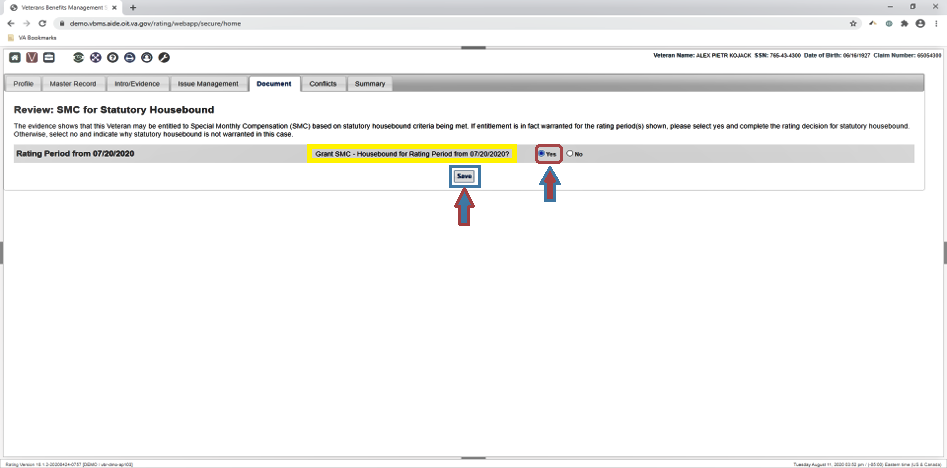 Veterans Benefits Management S
demo.vbms.aide.oit.va.gov/rating/webapp/secure/home
VA Bookmarks
Veteran Name: ALEX PIETR KOJACK SSN: 765-43-4300 Date of Birth: 06/16/1927 Claim Number: 65054300
Profile Master Record Intro/Evidence Issue Management Document Conflicts Summary
Review: SMC for Statutory Housebound
The evidence shows that this Veteran may be entitled to Special Monthly Compensation (SMC) based on statutory housebound criteria being met. If entitlement is in fact warranted for the rating period(s) shown, please select yes and complete the rating decision for statutory housebound.
Otherwise, select no and indicate why statutory housebound is not warranted in this case.
Rating Period from 07/20/2020 Grant SMC - Housebound for Rating Period from 07/20/2020? Yes No
Save
Tuesday August 11, 2020 03:52 pm / (-05:00) Eastern time (US & Canada)